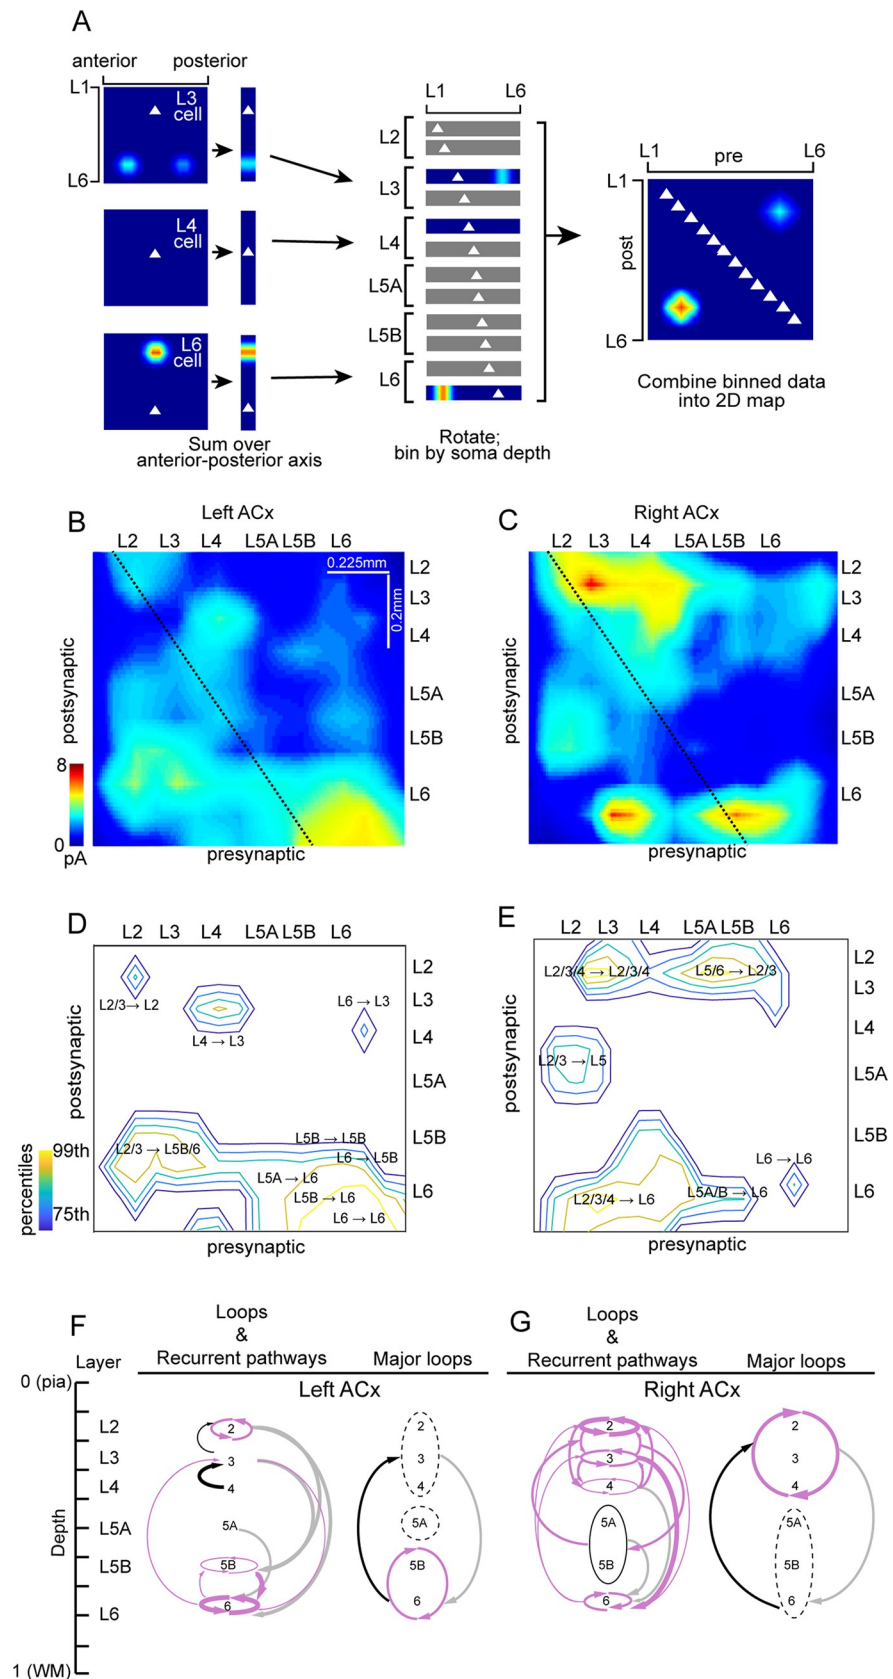 A
anterior posterior
L1
L6
L3
cell
L4
cell
L6
cell
Sum over
anterior-posterior axis
L1 L6
L2
L3
L4
L5A
L5B
L6
Rotate;
bin by soma depth
L1 pre L6
L1
post
L6
Combine binned data
into 2D map
B
Left ACx
L2 L3 L4 L5A L5B L6
0.225mm
0.2mm
L2
L3
L4
L5A
L5B
L6
postsynaptic
8
0
pA
presynaptic
C
Right ACx
L2 L3 L4 L5A L5B L6
L2
L3
L4
L5A
L5B
L6
postsynaptic
presynaptic
D
L2 L3 L4 L5A L5B L6
L2
L3
L4
L5A
L5B
L6
postsynaptic
L2/3→ L2
L4 → L3
L6 → L3
L2/3 → L5B/6
L5B → L5B
L6 → L5B
L5A → L6
L5B → L6
L6 → L6
percentiles
99th
75th
presynaptic
E
L2 L3 L4 L5A L5B L6
L2
L3
L4
L5A
L5B
L6
postsynaptic
L2/3/4 → L2/3/4
L5/6 → L2/3
L2/3 → L5
L6 → L6
L2/3/4 → L6
L5A/B → L6
presynaptic
F
Loops
&
Layer Recurrent pathways Major loops
Left ACx
0 (pia)
L2
L3
L4
L5A
L5B
L6
1 (WM)
Depth
2
3
4
5A
5B
6
2
3
4
5A
5B
6
G
Loops
&
Recurrent pathways Major loops
Right ACx
2
3
4
5A
5B
6
2
3
4
5A
5B
6